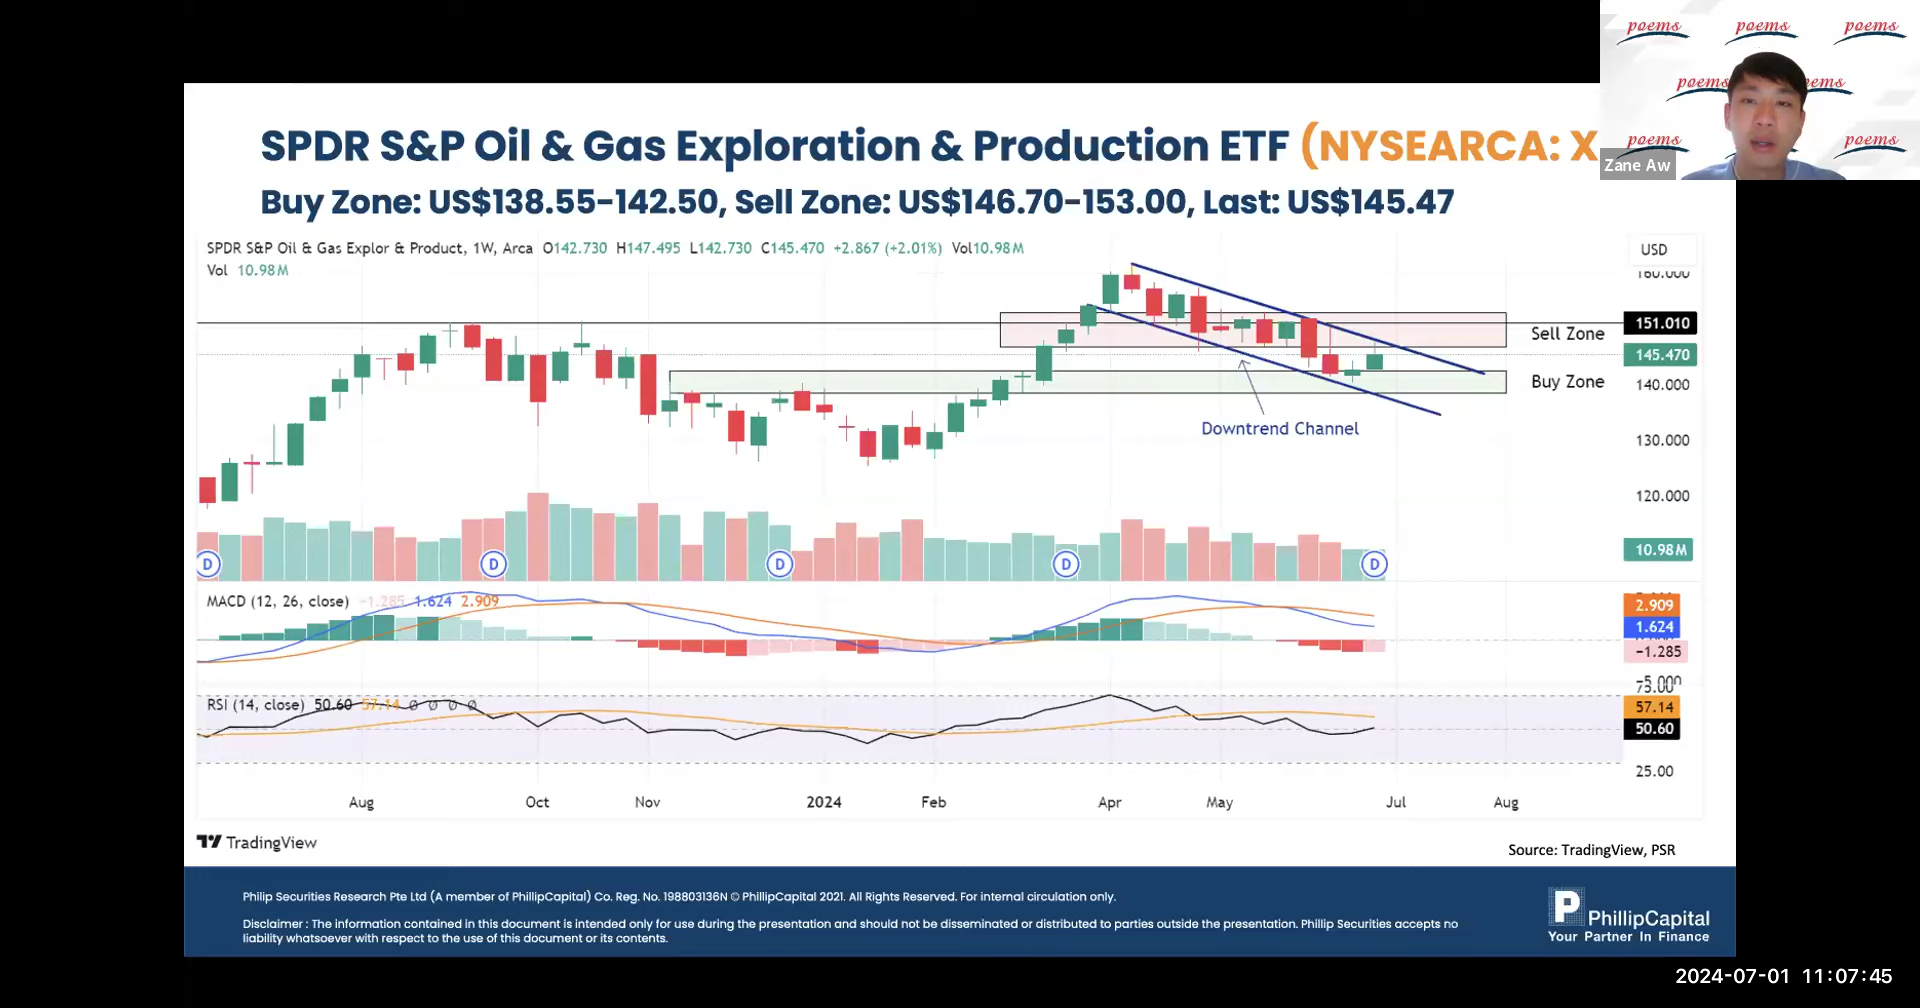 poems poems poems
poems poems
poems poems
Zane Aw
SPDR S&P Oil & Gas Exploration & Production ETF (NYSEARCA: X
Buy Zone: US$138.55-142.50, Sell Zone: US$146.70-153.00, Last: US$145.47
SPDR S&P Oil & Gas Explor & Product, 1W, Arca O142.730 H147.495 L142.730 C145.470 +2.867 (+2.01%) Vol10.98M
Vol 10.98M
USD
160.000
151.010
Sell Zone
145.470
Buy Zone
140.000
Downtrend Channel
130.000
120.000
10.98M
D D D D D
MACD (12, 26, close) −1.285 1.624 2.909
2.909
1.624
−1.285
−5.000
75.00
RSI (14, close) 50.60 57.14 ∅ ∅ ∅ ∅
57.14
50.60
25.00
Aug Oct Nov 2024 Feb Apr May Jul Aug
TradingView
Source: TradingView, PSR
Philip Securities Research Pte Ltd (A member of PhillipCapital) Co. Reg. No. 198803136N © PhillipCapital 2021. All Rights Reserved. For internal circulation only.
Disclaimer : The information contained in this document is intended only for use during the presentation and should not be disseminated or distributed to parties outside the presentation. Phillip Securities accepts no
liability whatsoever with respect to the use of this document or its contents.
P PhillipCapital
Your Partner In Finance
2024-07-01 11:07:45